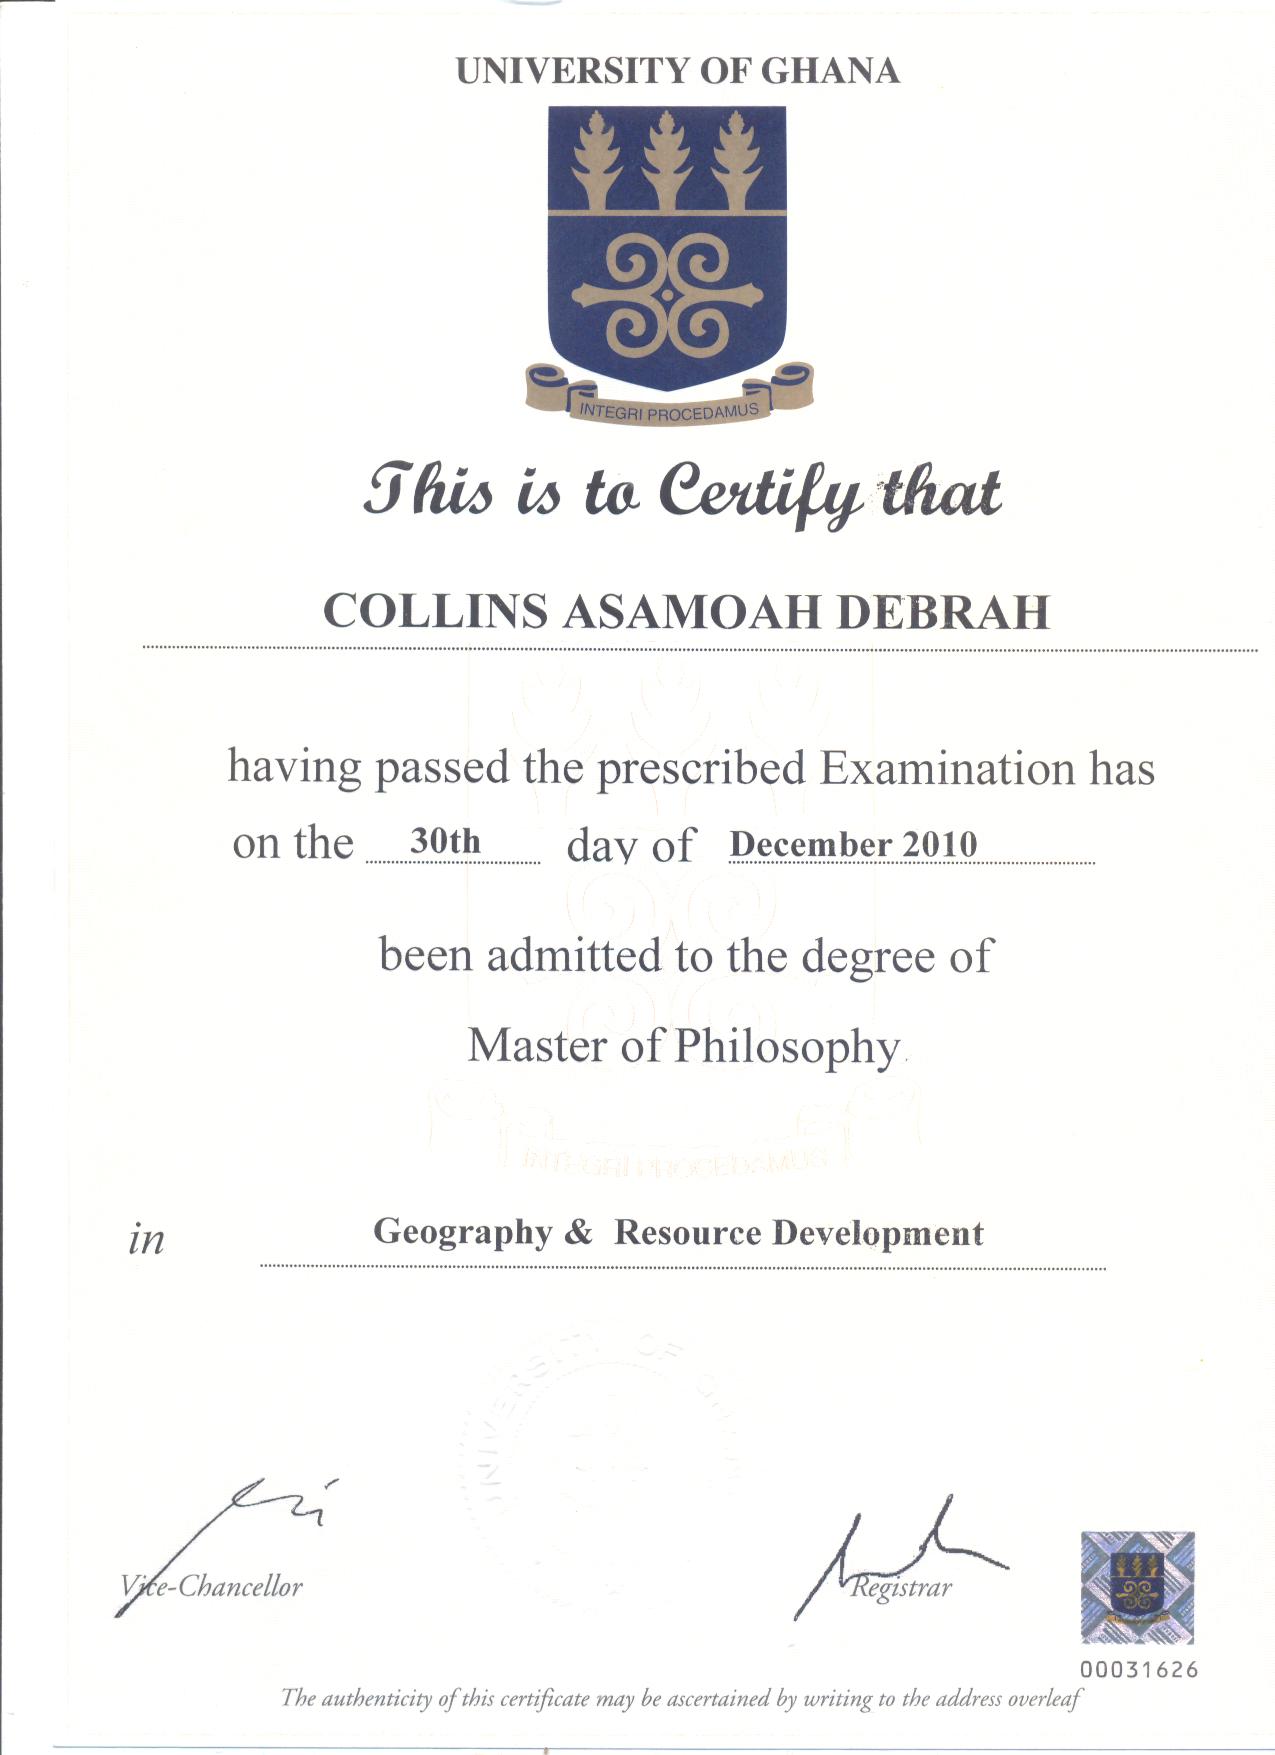 UNIVERSITY OF GHANA
INTEGRI PROCEDAMUS
This is to Certify that
COLLINS ASAMOAH DEBRAH
having passed the prescribed Examination has
on the 30th day of December 2010
been admitted to the degree of
Master of Philosophy
INTEGRI PROCEDAMUS
in Geography & Resource Development
UNIVERSITY OF
Vice-Chancellor
Registrar
00031626
The authenticity of this certificate may be ascertained by writing to the address overleaf